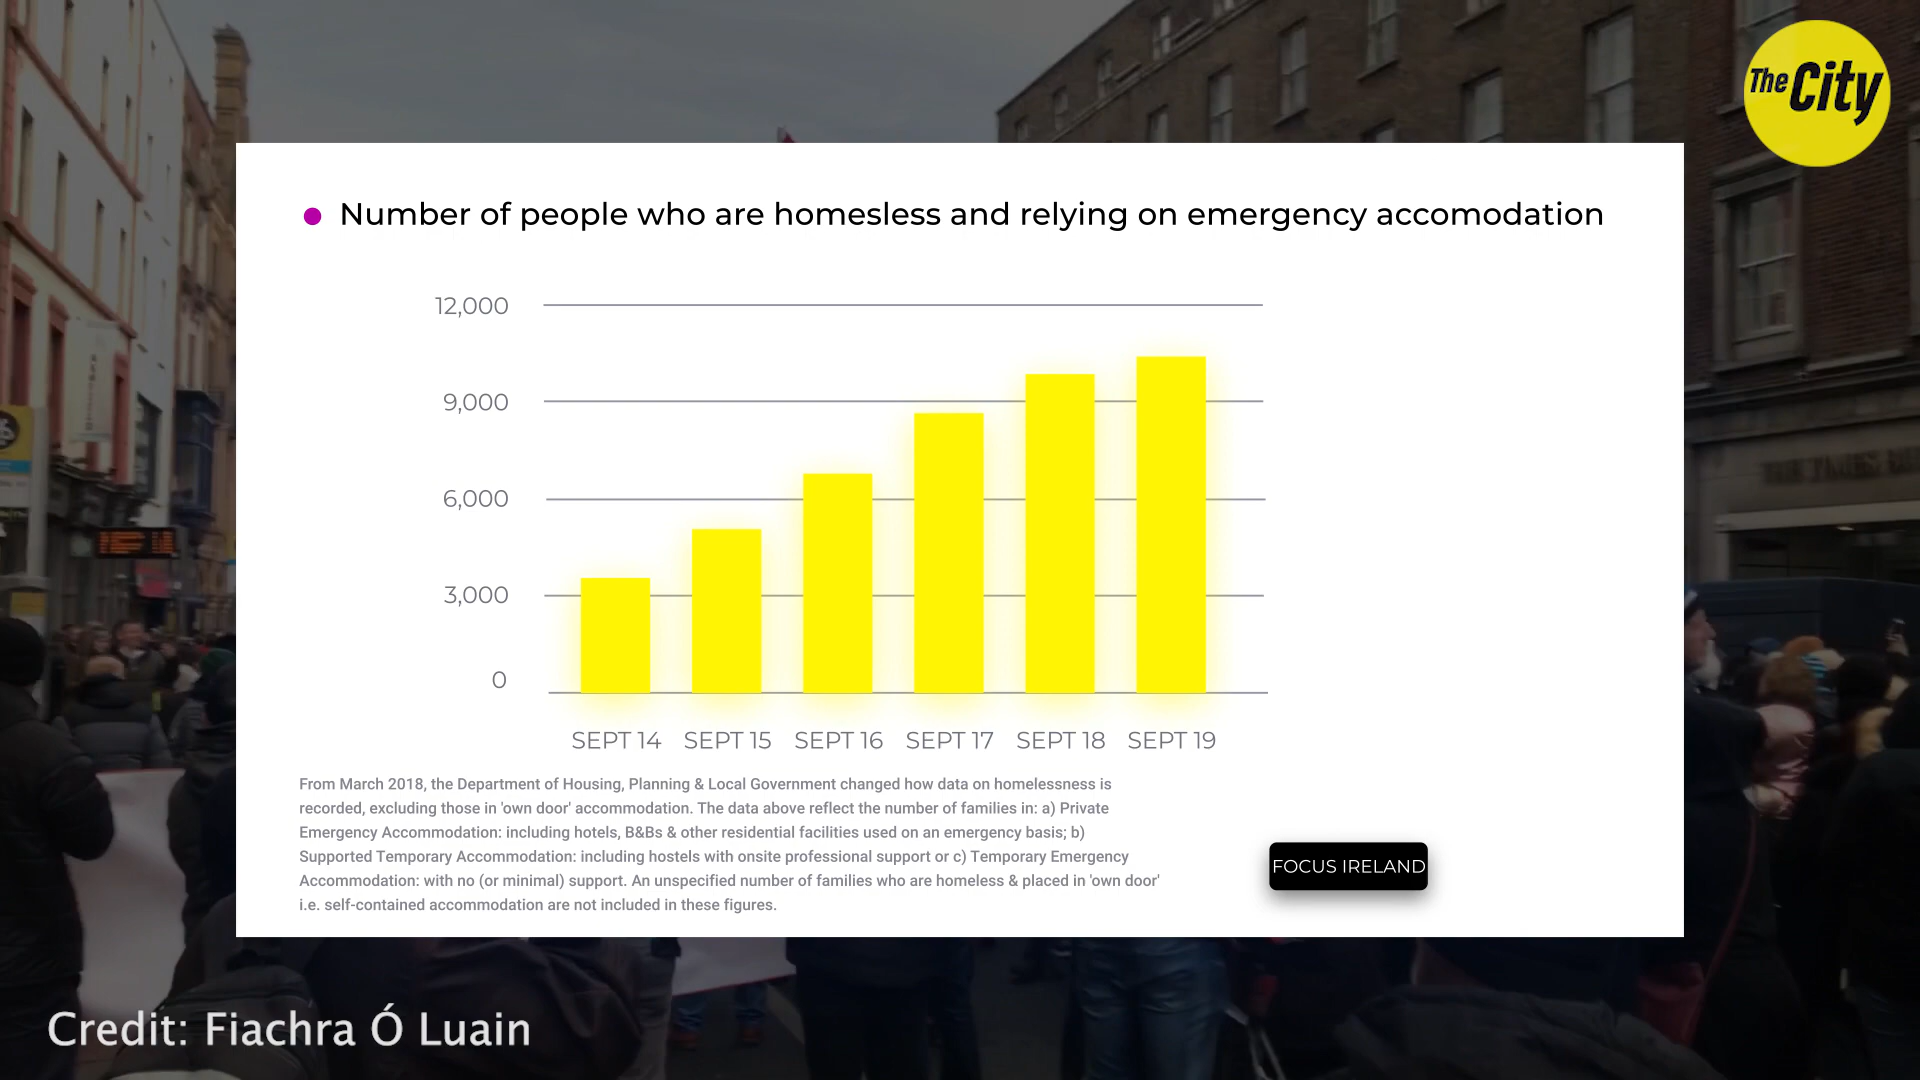 The City
Number of people who are homesless and relying on emergency accomodation
12,000
9,000
6,000
3,000
0
SEPT 14 SEPT 15 SEPT 16 SEPT 17 SEPT 18 SEPT 19
From March 2018, the Department of Housing, Planning & Local Government changed how data on homelessness is
recorded, excluding those in 'own door' accommodation. The data above reflect the number of families in: a) Private
Emergency Accommodation: including hotels, B&Bs & other residential facilities used on an emergency basis; b)
Supported Temporary Accommodation: including hostels with onsite professional support or c) Temporary Emergency
Accommodation: with no (or minimal) support. An unspecified number of families who are homeless & placed in 'own door'
i.e. self-contained accommodation are not included in these figures.
FOCUS IRELAND
Credit: Fiachra Ó Luain